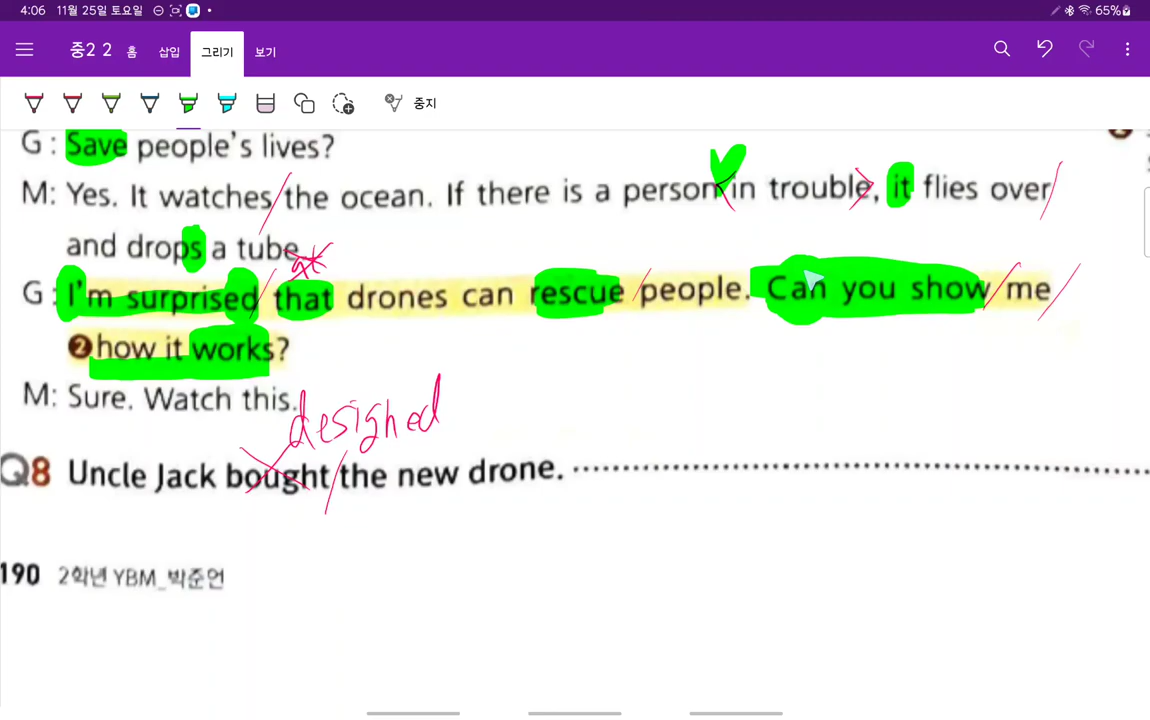 4:06 11월 25일 토요일 65%
중2 2 홈 삽입 그리기 보기
중지
G : Save people's lives?
M: Yes. It watches the ocean. If there is a person in trouble, it flies over
and drops a tube.
at
G : I'm surprised that drones can rescue people. Can you show me
❷how it works?
M: Sure. Watch this.
designed
Q8 Uncle Jack bought the new drone.
190 2학년 YBM_박준언